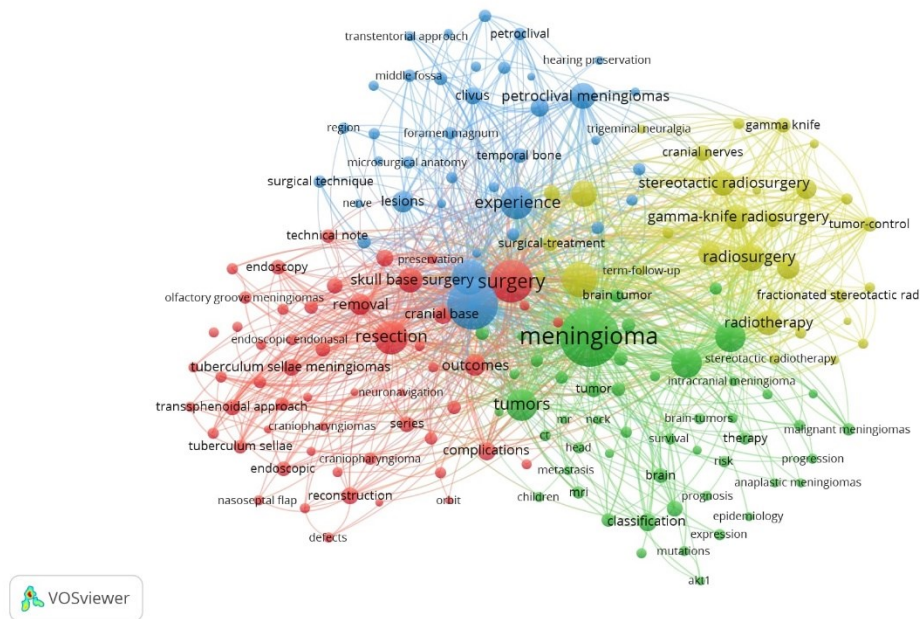 transtentorial approach
petroclival
hearing preservation
middle fossa
clivus
petroclival meningiomas
gamma knife
region
foramen magnum
trigeminal neuralgia
cranial nerves
microsurgical anatomy
temporal bone
surgical technique
stereotactic radiosurgery
nerve
lesions
experience
gamma-knife radiosurgery
tumor-control
technical note
surgical-treatment
radiosurgery
endoscopy
preservation
skull base surgery
surgery
term-follow-up
brain tumor
fractionated stereotactic rad
olfactory groove meningiomas
removal
cranial base
radiotherapy
endoscopic endonasal
resection
meningioma
tuberculum sellae meningiomas
outcomes
stereotactic radiotherapy
neuronavigation
tumor
intracranial meningioma
transsphenoidal approach
tumors
craniopharyngiomas
series
mr
neck
brain-tumors
malignant meningiomas
tuberculum sellae
ct
head
survival
therapy
craniopharyngioma
complications
endoscopic
metastasis
brain
risk
progression
nasoseptal flap
reconstruction
orbit
children
mri
prognosis
anaplastic meningiomas
classification
epidemiology
expression
defects
mutations
akt1
VOSviewer